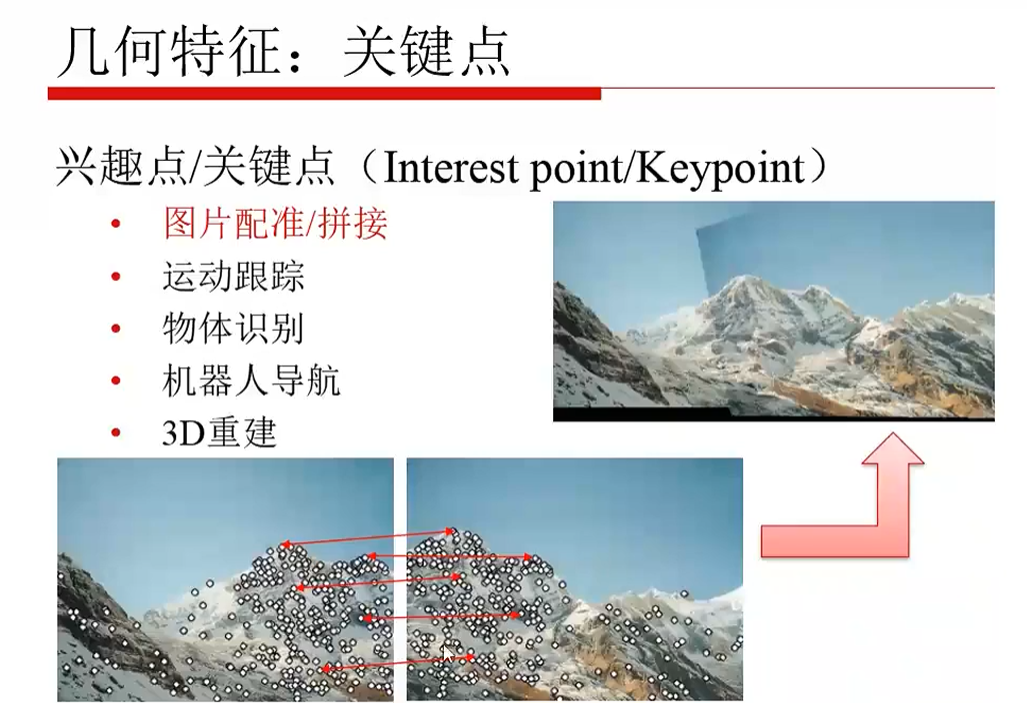 几何特征：关键点
兴趣点/关键点（Interest point/Keypoint）
• 图片配准/拼接
• 运动跟踪
• 物体识别
• 机器人导航
• 3D重建